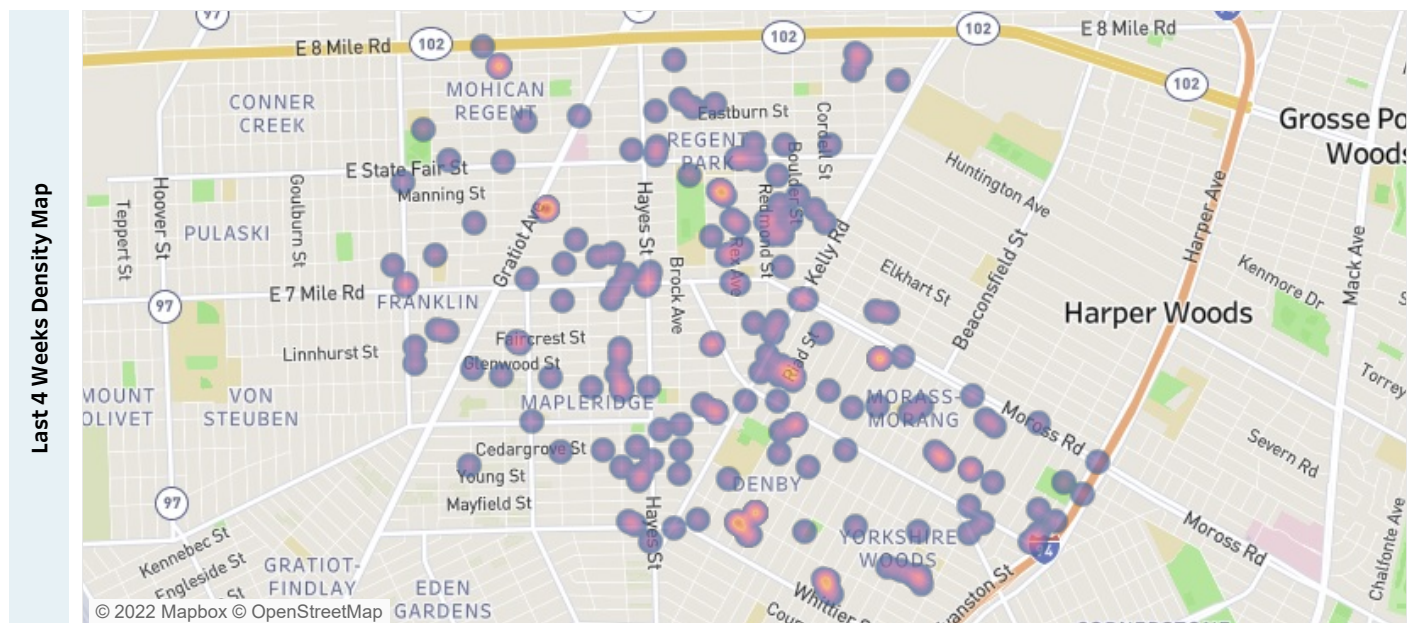 Last 4 Weeks Density Map
97
E 8 Mile Rd
102
102
102
E 8 Mile Rd
102
MOHICAN
REGENT
CONNER
CREEK
Eastburn St
Cordell St
Grosse Po
Woods
REGENT
PARK
Boulder St
E State Fair St
Manning St
Huntington Ave
Hoover St
Goulburn St
Teppert St
PULASKI
Gratiot Ave
Hayes St
Redmond St
Rex Ave
Kelly Rd
Harper Ave
Mack Ave
Beaconsfield St
Elkhart St
Kenmore Dr
Brock Ave
97
E 7 Mile Rd
FRANKLIN
Harper Woods
Linnhurst St
Faircrest St
Glenwood St
Riad St
MOUNT
OLIVET
VON
STEUBEN
MAPLERIDGE
MORASS-
MORANG
Torrey
Moross Rd
Severn Rd
Cedargrove St
Young St
Mayfield St
DENBY
97
Hayes St
Moross Rd
Chalfonte Ave
Kennebec St
Engleside St
GRATIOT-
FINDLAY
EDEN
GARDENS
YORKSHIRE
WOODS
94
Whittier
vanston St
Cour
© 2022 Mapbox © OpenStreetMap